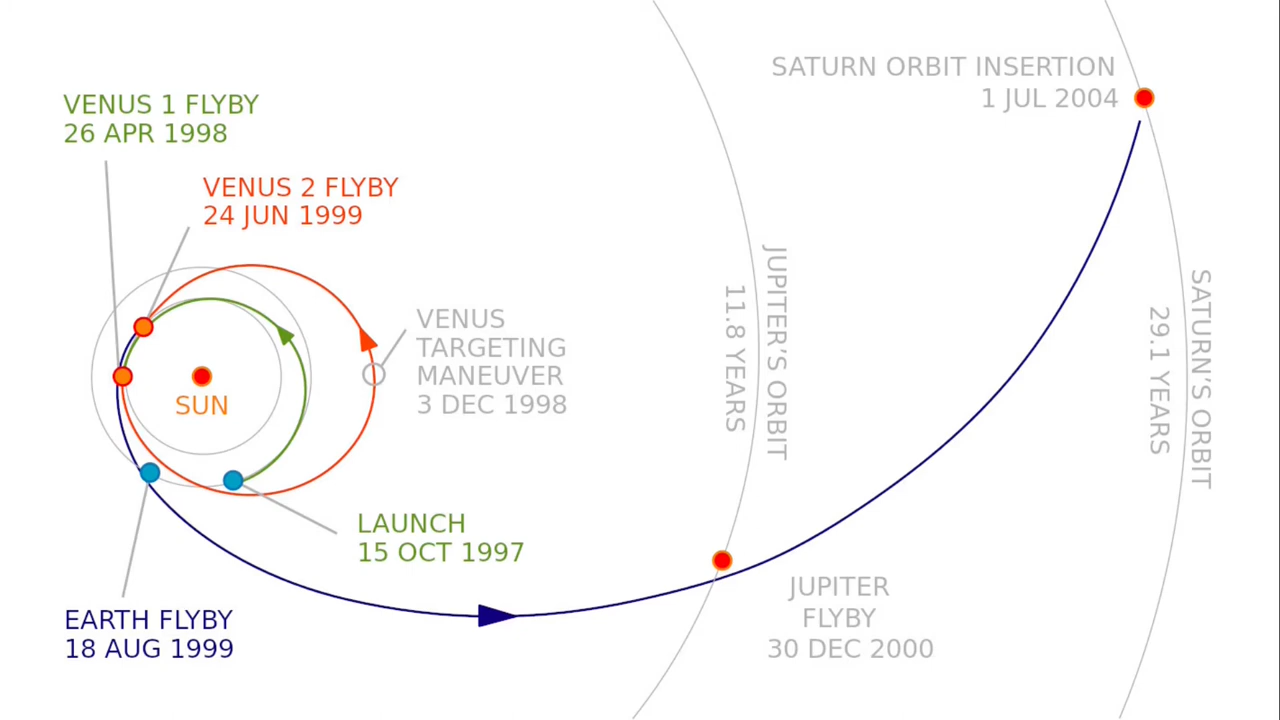 SATURN ORBIT INSERTION
1 JUL 2004
VENUS 1 FLYBY
26 APR 1998
VENUS 2 FLYBY
24 JUN 1999
VENUS
TARGETING
MANEUVER
3 DEC 1998
JUPITER'S ORBIT
11.8 YEARS
SATURN'S ORBIT
29.1 YEARS
SUN
LAUNCH
15 OCT 1997
EARTH FLYBY
18 AUG 1999
JUPITER
FLYBY
30 DEC 2000